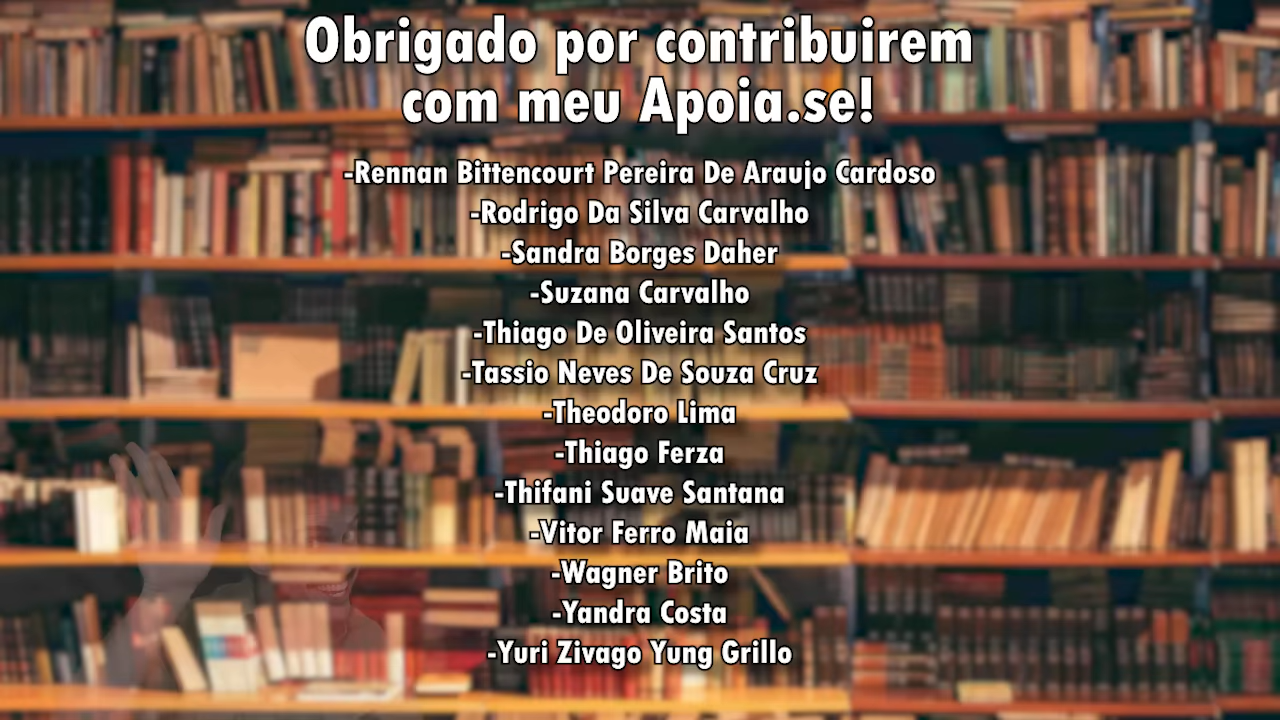 Obrigado por contribuirem
com meu Apoia.se!
-Rennan Bittencourt Pereira De Araujo Cardoso
-Rodrigo Da Silva Carvalho
-Sandra Borges Daher
-Suzana Carvalho
-Thiago De Oliveira Santos
-Tassio Neves De Souza Cruz
-Theodoro Lima
-Thiago Ferza
-Thifani Suave Santana
-Vitor Ferro Maia
-Wagner Brito
-Yandra Costa
-Yuri Zivago Yung Grillo